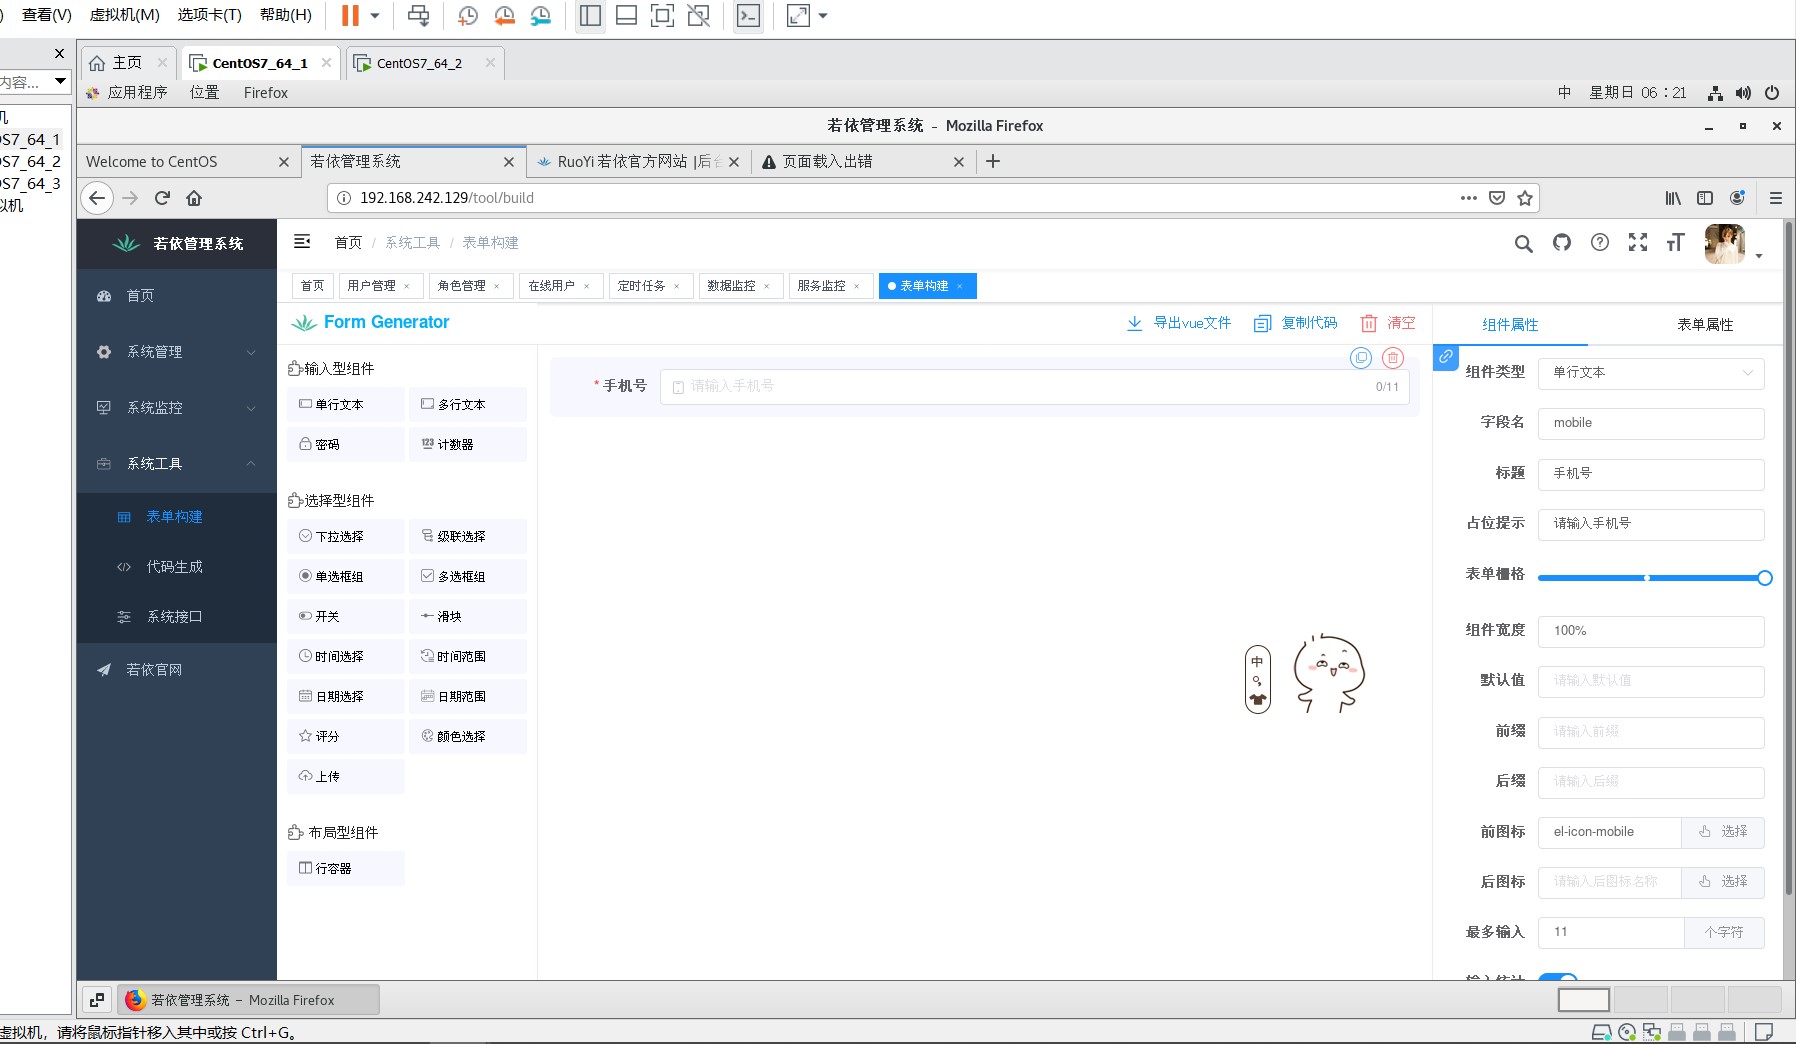 ) 查看(V) 虚拟机(M) 选项卡(T) 帮助(H)
主页 CentOS7_64_1 CentOS7_64_2
内容...
应用程序 位置 Firefox 中 星期日 06：21
机
OS7_64_1
OS7_64_2
OS7_64_3
拟机
若依管理系统 - Mozilla Firefox
Welcome to CentOS 若依管理系统 RuoYi 若依官方网站 |后台 页面载入出错
192.168.242.129/tool/build
若依管理系统
首页
系统管理
系统监控
系统工具
表单构建
代码生成
系统接口
若依官网
首页 / 系统工具 / 表单构建
首页 用户管理 角色管理 在线用户 定时任务 数据监控 服务监控 表单构建
Form Generator 导出vue文件 复制代码 清空
输入型组件
单行文本 多行文本
密码 计数器
选择型组件
下拉选择 级联选择
单选框组 多选框组
开关 滑块
时间选择 时间范围
日期选择 日期范围
评分 颜色选择
上传
布局型组件
行容器
* 手机号 请输入手机号 0/11
中
组件属性 表单属性
组件类型 单行文本
字段名 mobile
标题 手机号
占位提示 请输入手机号
表单栅格
组件宽度 100%
默认值 请输入默认值
前缀 请输入前缀
后缀 请输入后缀
前图标 el-icon-mobile 选择
后图标 请输入后图标名称 选择
最多输入 11 个字符
输入统计
若依管理系统 - Mozilla Firefox
虚拟机，请将鼠标指针移入其中或按 Ctrl+G。